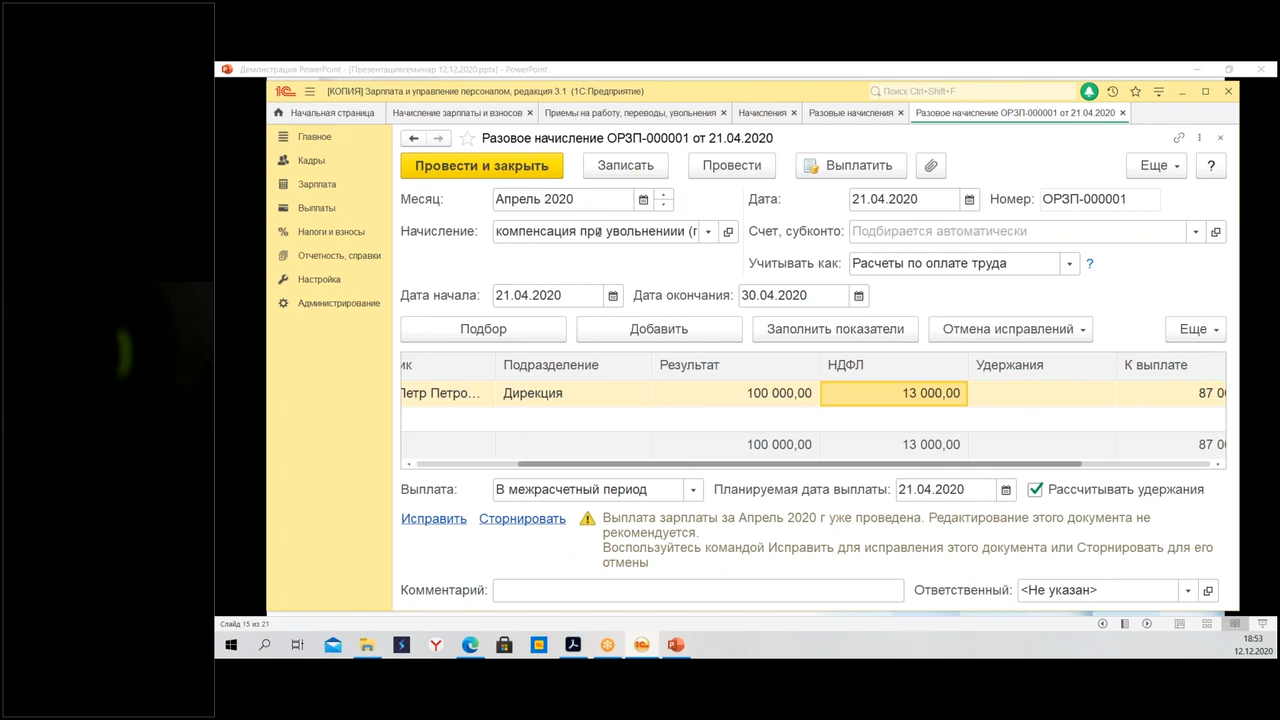 Демонстрация PowerPoint - [Презентациясеминар 12.12.2020.pptx] - PowerPoint
[КОПИЯ] Зарплата и управление персоналом, редакция 3.1 (1С:Предприятие)
Поиск Ctrl+Shift+F
Начальная страница
Начисление зарплаты и взносов
Приемы на работу, переводы, увольнения
Начисления
Разовые начисления
Разовое начисление ОРЗП-000001 от 21.04.2020
Главное
Кадры
Зарплата
Выплаты
Налоги и взносы
Отчетность, справки
Настройка
Администрирование
Разовое начисление ОРЗП-000001 от 21.04.2020
Провести и закрыть
Записать
Провести
Выплатить
Еще
?
Месяц: Апрель 2020
Дата: 21.04.2020
Номер: ОРЗП-000001
Начисление: компенсация при увольнениии (г
Счет, субконто: Подбирается автоматически
Учитывать как: Расчеты по оплате труда
?
Дата начала: 21.04.2020
Дата окончания: 30.04.2020
Подбор
Добавить
Заполнить показатели
Отмена исправлений
Еще
ик Подразделение Результат НДФЛ Удержания К выплате
Петр Петро... Дирекция 100 000,00 13 000,00 87 00
100 000,00 13 000,00 87 00
Выплата: В межрасчетный период
Планируемая дата выплаты: 21.04.2020
Рассчитывать удержания
Исправить
Сторнировать
Выплата зарплаты за Апрель 2020 г уже проведена. Редактирование этого документа не
рекомендуется.
Воспользуйтесь командой Исправить для исправления этого документа или Сторнировать для его
отмены
Комментарий:
Ответственный: <Не указан>
Слайд 15 из 21
18:53
12.12.2020